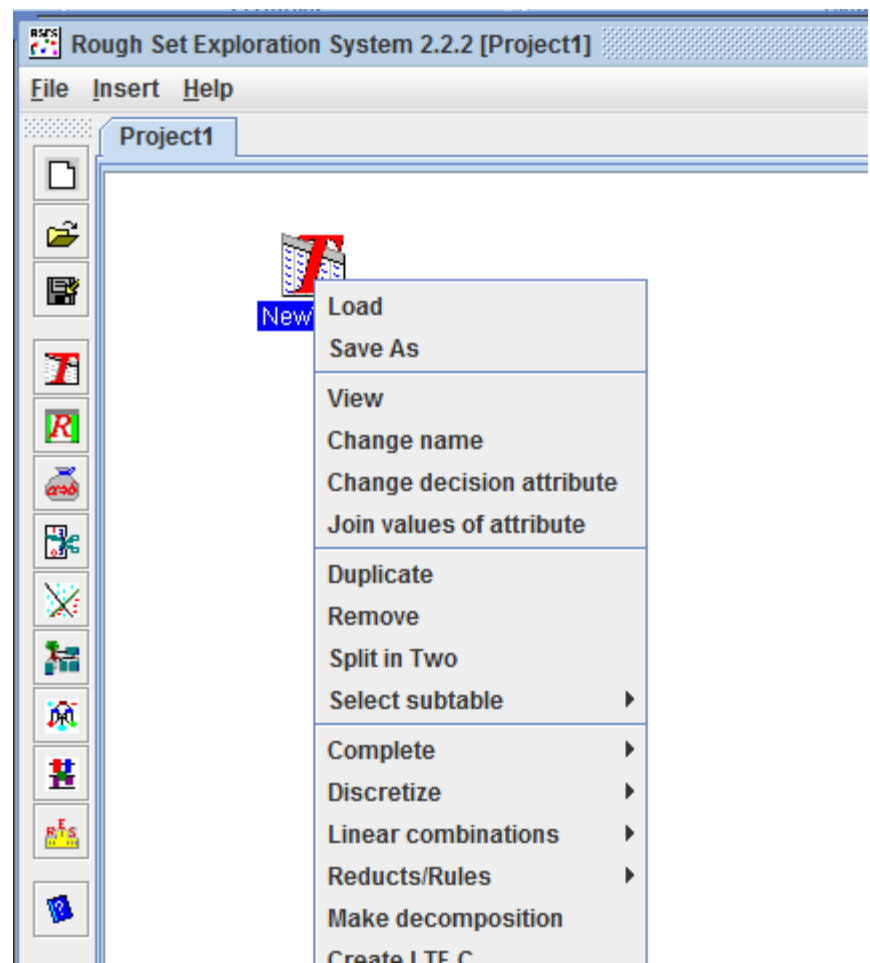 Rough Set Exploration System 2.2.2 [Project1]
File Insert Help
Project1
New
Load
Save As
View
Change name
Change decision attribute
Join values of attribute
Duplicate
Remove
Split in Two
Select subtable
Complete
Discretize
Linear combinations
Reducts/Rules
Make decomposition
Create LTF-C